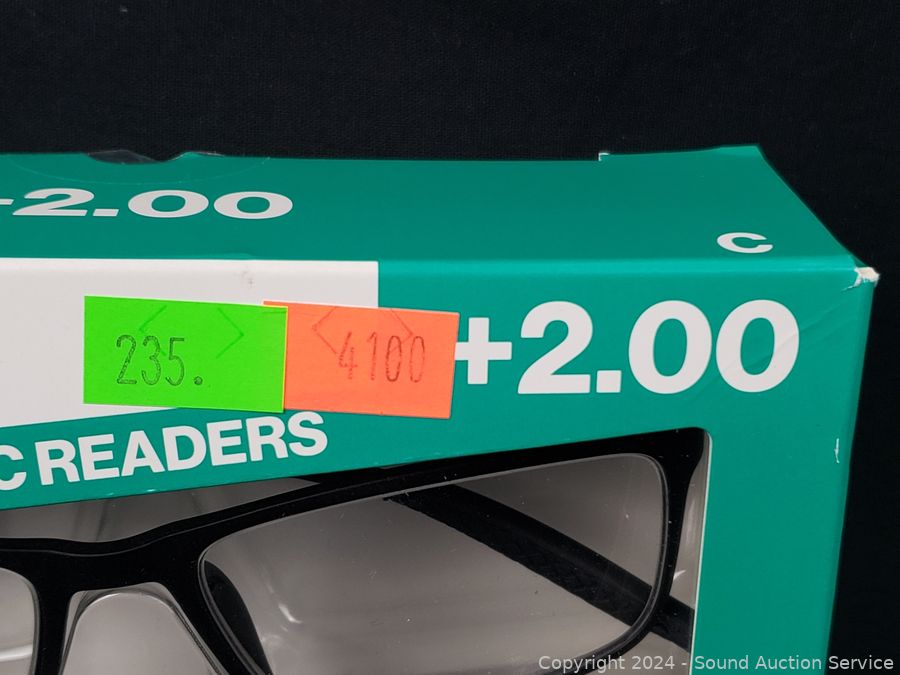 +2.00
C
235.
4100
+2.00
C READERS
Copyright 2024 - Sound Auction Service